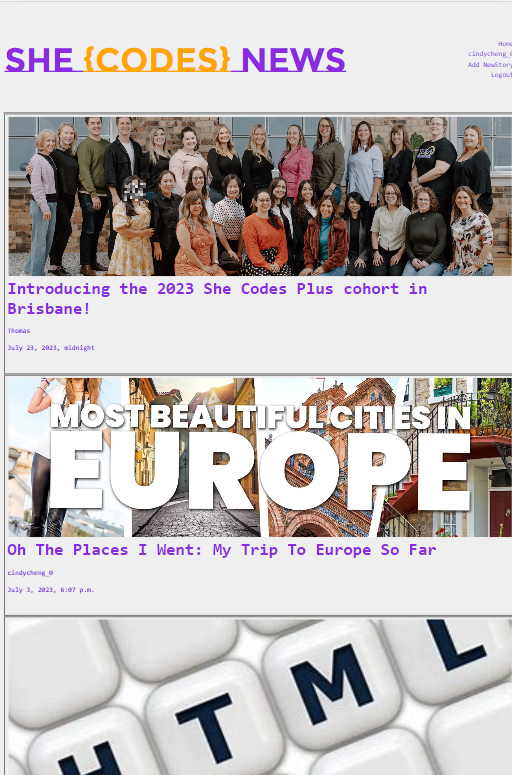 SHE {CODES} NEWS
Home
cindycheng_0
Add NewStory
Logout
Introducing the 2023 She Codes Plus cohort in
Brisbane!
Thomas
July 23, 2023, midnight
MOST BEAUTIFUL CITIES IN
EUROPE
Oh The Places I Went: My Trip To Europe So Far
cindycheng_0
July 3, 2023, 6:07 p.m.
HTML